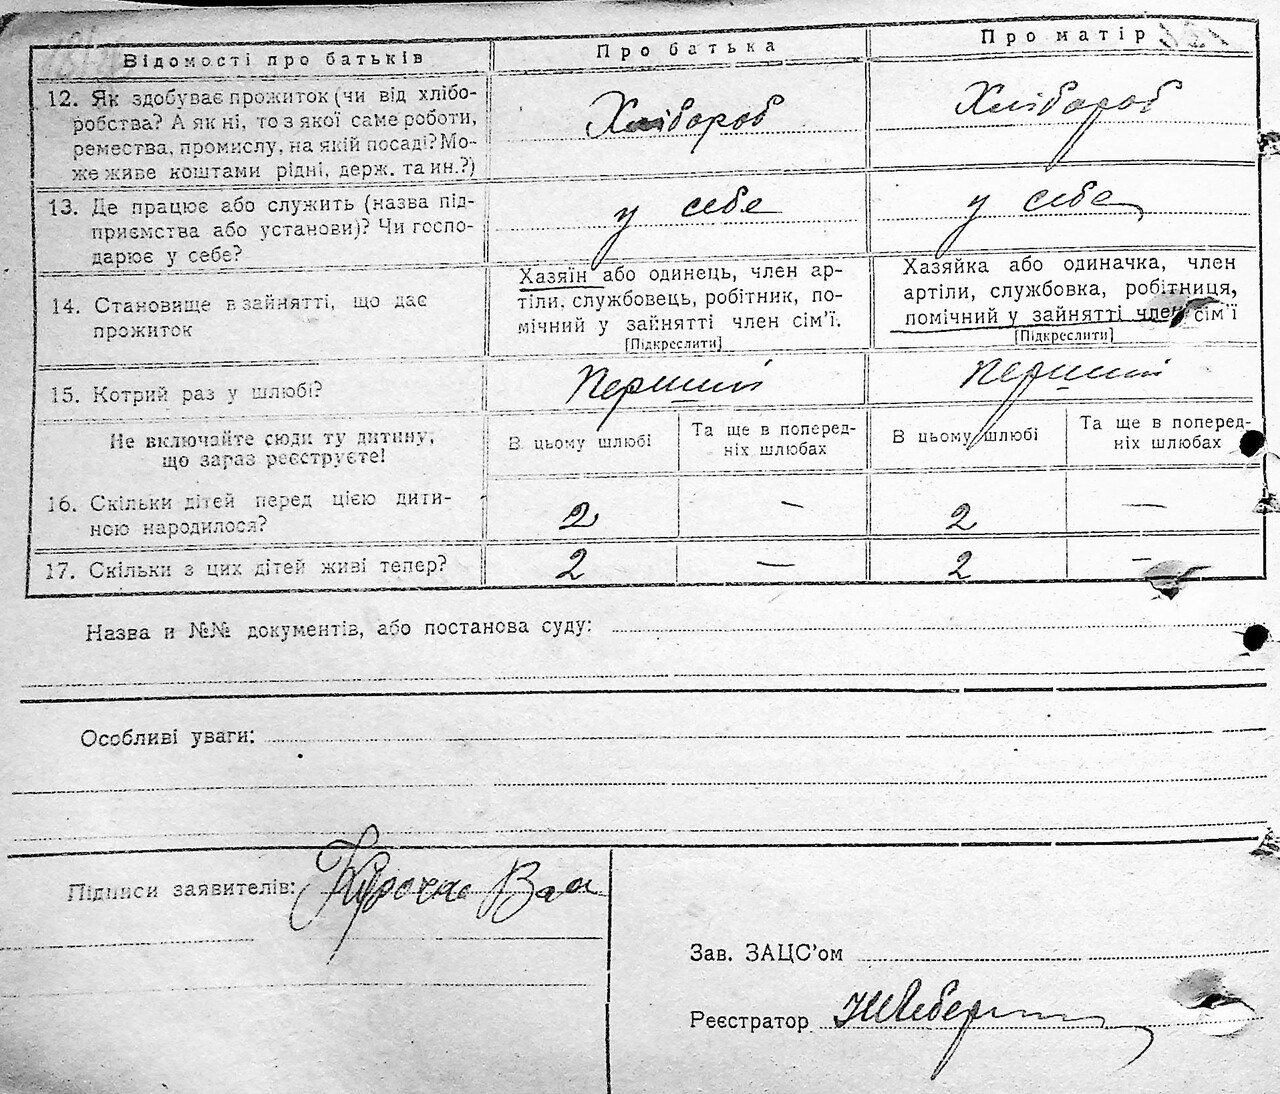 Відомості про батьків
Про батька
Про матір
12. Як здобуває прожиток (чи від хлібо-
робства? А як ні, то з якої саме роботи,
ремества, промислу, на якій посаді? Мо-
же живе коштами рідні, держ. та ин.?)
Хлібороб
Хлібороб
13. Де працює або служить (назва під-
приємства або установи)? Чи госпо-
дарює у себе?
у себе
у себе
14. Становище в зайнятті, що дає
прожиток
Хазяїн або одинець, член ар-
тіли, службовець, робітник, по-
мічний у зайнятті член сім'ї.
[Підкреслити]
Хазяйка або одиначка, член
артіли, службовка, робітниця,
помічний у зайнятті член сім'ї
[Підкреслити]
15. Котрий раз у шлюбі?
Перший
Перший
Не включайте сюди ту дитину,
що зараз реєструєте!
В цьому шлюбі
Та ще в поперед-
ніх шлюбах
В цьому шлюбі
Та ще в поперед-
ніх шлюбах
16. Скільки дітей перед цією дити-
ною народилося?
2 — 2 —
17. Скільки з цих дітей живі тепер?
2 — 2 —
Назва й №№ документів, або постанова суду:
Особливі уваги:
Підписи заявителів:
Зав. ЗАЦС'ом
Реєстратор